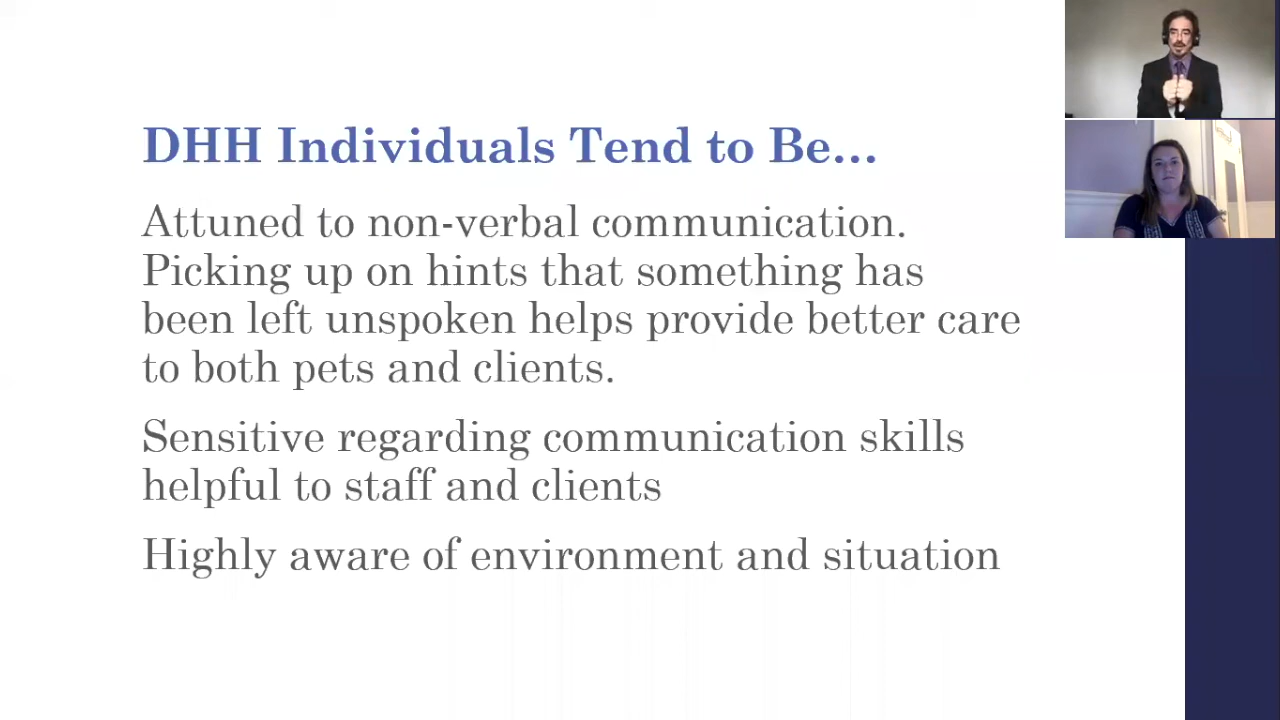 DHH Individuals Tend to Be...
Attuned to non-verbal communication.
Picking up on hints that something has
been left unspoken helps provide better care
to both pets and clients.
Sensitive regarding communication skills
helpful to staff and clients
Highly aware of environment and situation